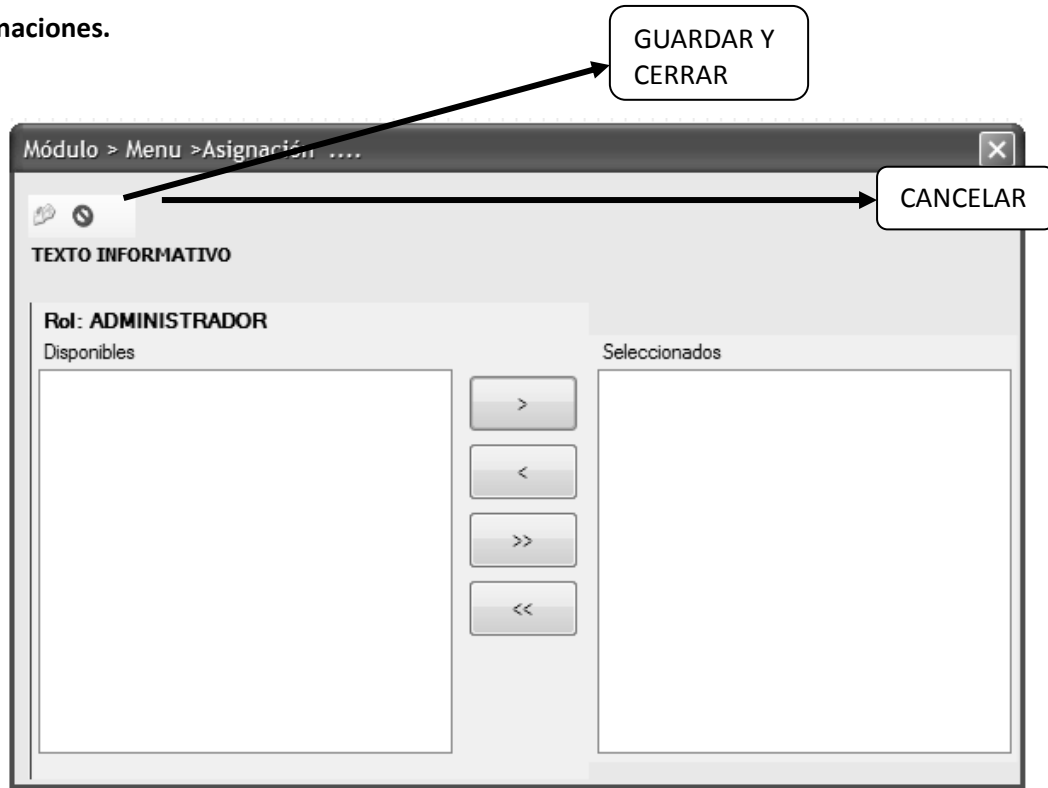 naciones.
GUARDAR Y
CERRAR
Módulo > Menu >Asignación ....
CANCELAR
TEXTO INFORMATIVO
Rol: ADMINISTRADOR
Disponibles
Seleccionados
>
<
>>
<<